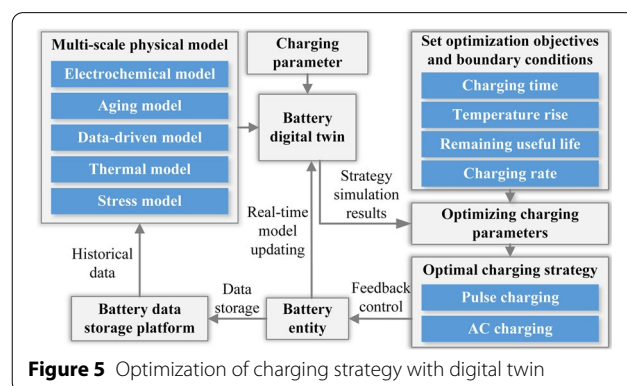 Multi-scale physical model
Electrochemical model
Aging model
Data-driven model
Thermal model
Stress model
Charging
parameter
Battery
digital twin
Set optimization objectives
and boundary conditions
Charging time
Temperature rise
Remaining useful life
Charging rate
Strategy
simulation
results
Optimizing charging
parameters
Real-time
model
updating
Historical
data
Optimal charging strategy
Pulse charging
AC charging
Feedback
control
Battery
entity
Data
storage
Battery data
storage platform
Figure 5 Optimization of charging strategy with digital twin